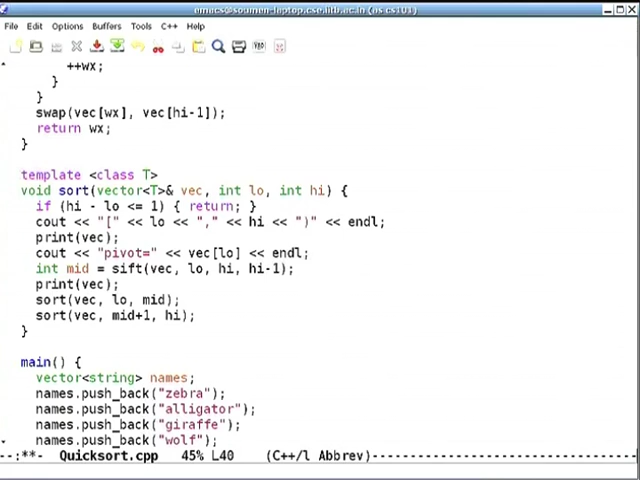 emacs@soumen-laptop.cse.iitb.ac.in (as cs101)
File Edit Options Buffers Tools C++ Help
++wx;
}
}
swap(vec[wx], vec[hi-1]);
return wx;
}
template <class T>
void sort(vector<T>& vec, int lo, int hi) {
if (hi - lo <= 1) { return; }
cout << "[" << lo << "," << hi << ")" << endl;
print(vec);
cout << "pivot=" << vec[lo] << endl;
int mid = sift(vec, lo, hi, hi-1);
print(vec);
sort(vec, lo, mid);
sort(vec, mid+1, hi);
}
main() {
vector<string> names;
names.push_back("zebra");
names.push_back("alligator");
names.push_back("giraffe");
names.push_back("wolf");
--:**- Quicksort.cpp 45% L40 (C++/l Abbrev)--------------------------------